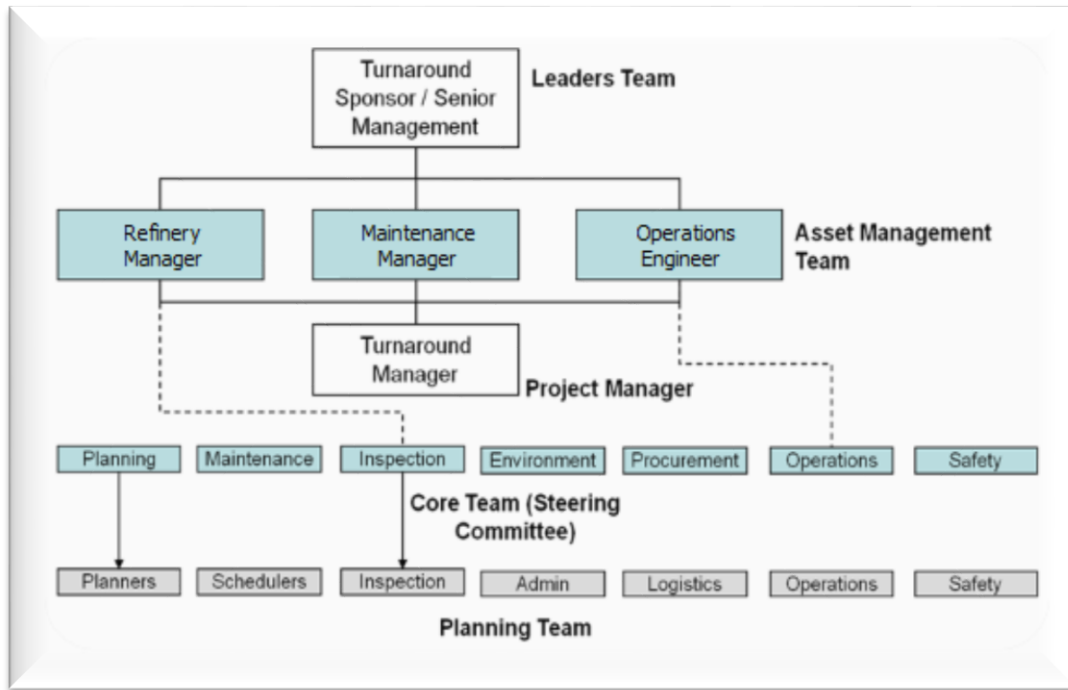 Turnaround
Sponsor / Senior
Management
Leaders Team
Refinery
Manager
Maintenance
Manager
Operations
Engineer
Asset Management
Team
Turnaround
Manager
Project Manager
Planning
Maintenance
Inspection
Environment
Procurement
Operations
Safety
Core Team (Steering
Committee)
Planners
Schedulers
Inspection
Admin
Logistics
Operations
Safety
Planning Team